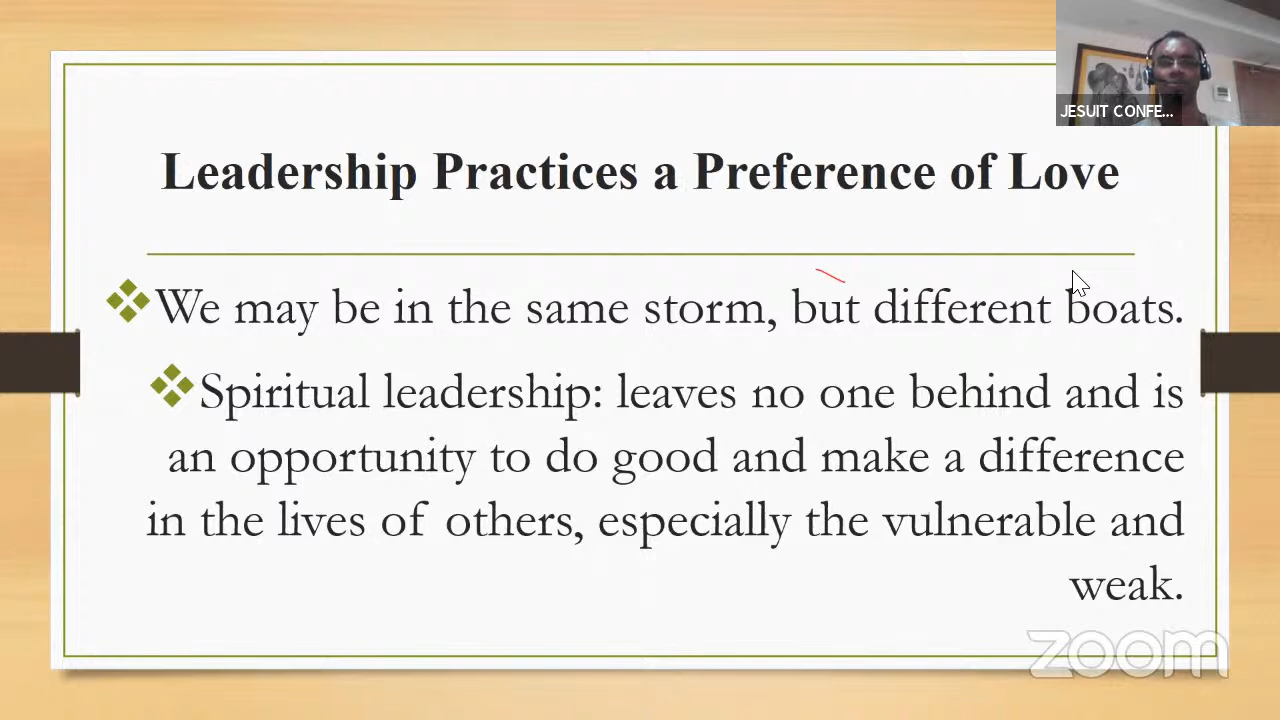 JESUIT CONFE...
Leadership Practices a Preference of Love
❖We may be in the same storm, but different boats.
❖Spiritual leadership: leaves no one behind and is
an opportunity to do good and make a difference
in the lives of others, especially the vulnerable and
weak.
zoom